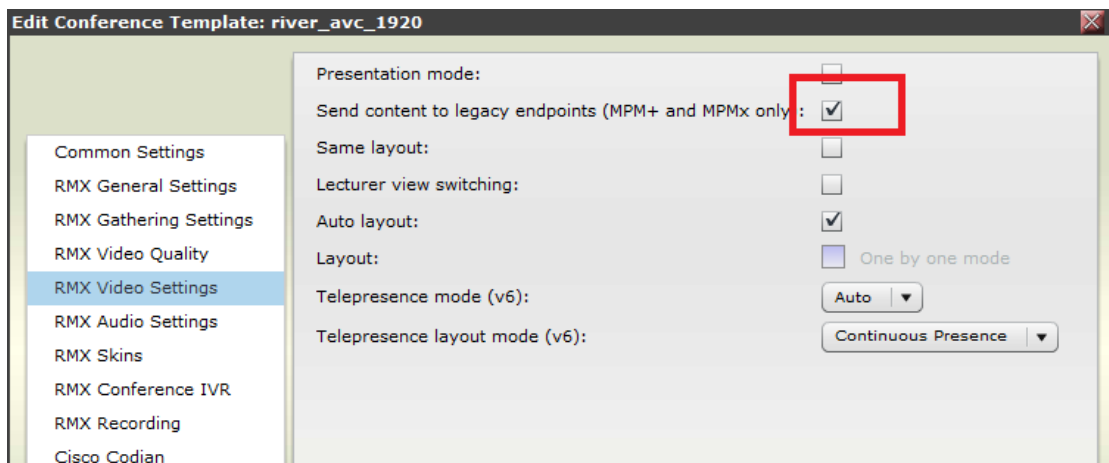 Edit Conference Template: river_avc_1920
Presentation mode:
Send content to legacy endpoints (MPM+ and MPMx only):
Same layout:
Lecturer view switching:
Auto layout:
Layout: One by one mode
Telepresence mode (v6): Auto
Telepresence layout mode (v6): Continuous Presence
Common Settings
RMX General Settings
RMX Gathering Settings
RMX Video Quality
RMX Video Settings
RMX Audio Settings
RMX Skins
RMX Conference IVR
RMX Recording
Cisco Codian